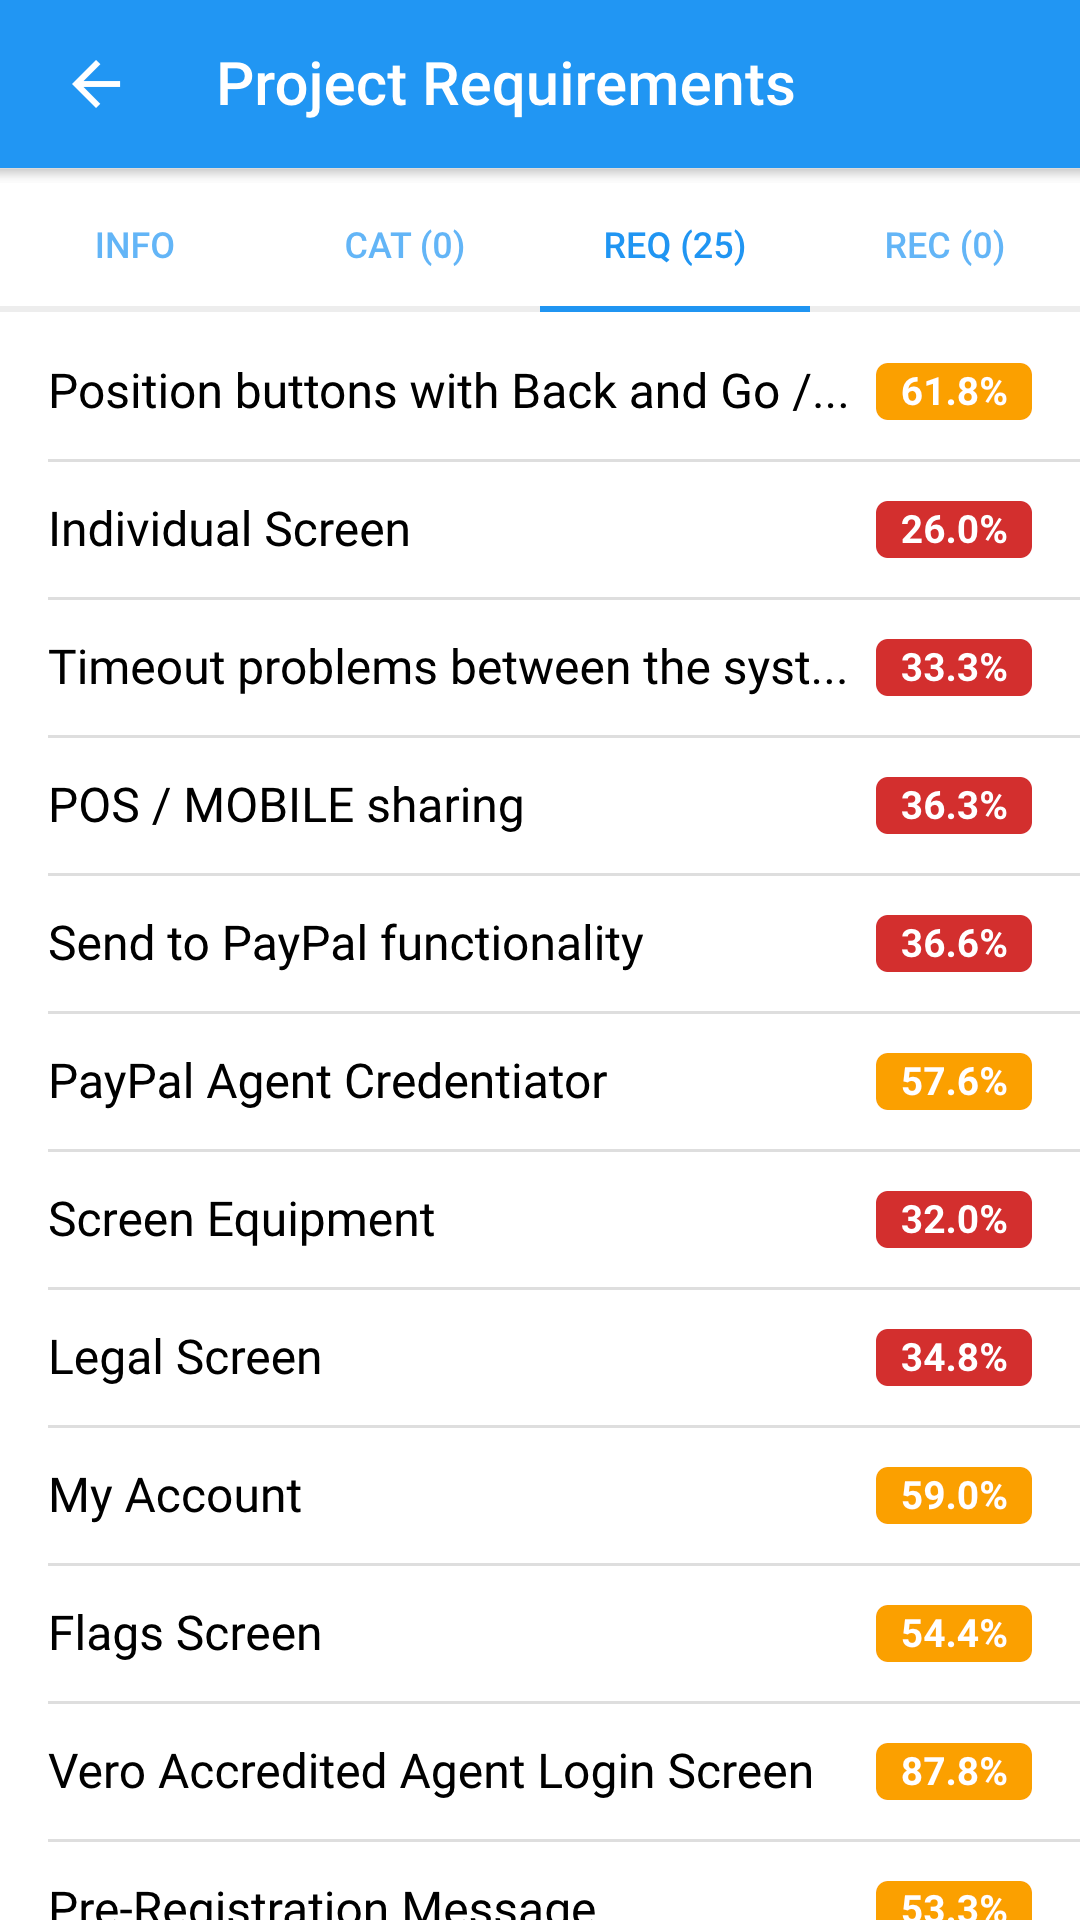 Project Requirements
INFO CAT (0) REQ (25) REC (0)
Position buttons with Back and Go /... 61.8%
Individual Screen 26.0%
Timeout problems between the syst... 33.3%
POS / MOBILE sharing 36.3%
Send to PayPal functionality 36.6%
PayPal Agent Credentiator 57.6%
Screen Equipment 32.0%
Legal Screen 34.8%
My Account 59.0%
Flags Screen 54.4%
Vero Accredited Agent Login Screen 87.8%
Pre-Registration Message 53.3%